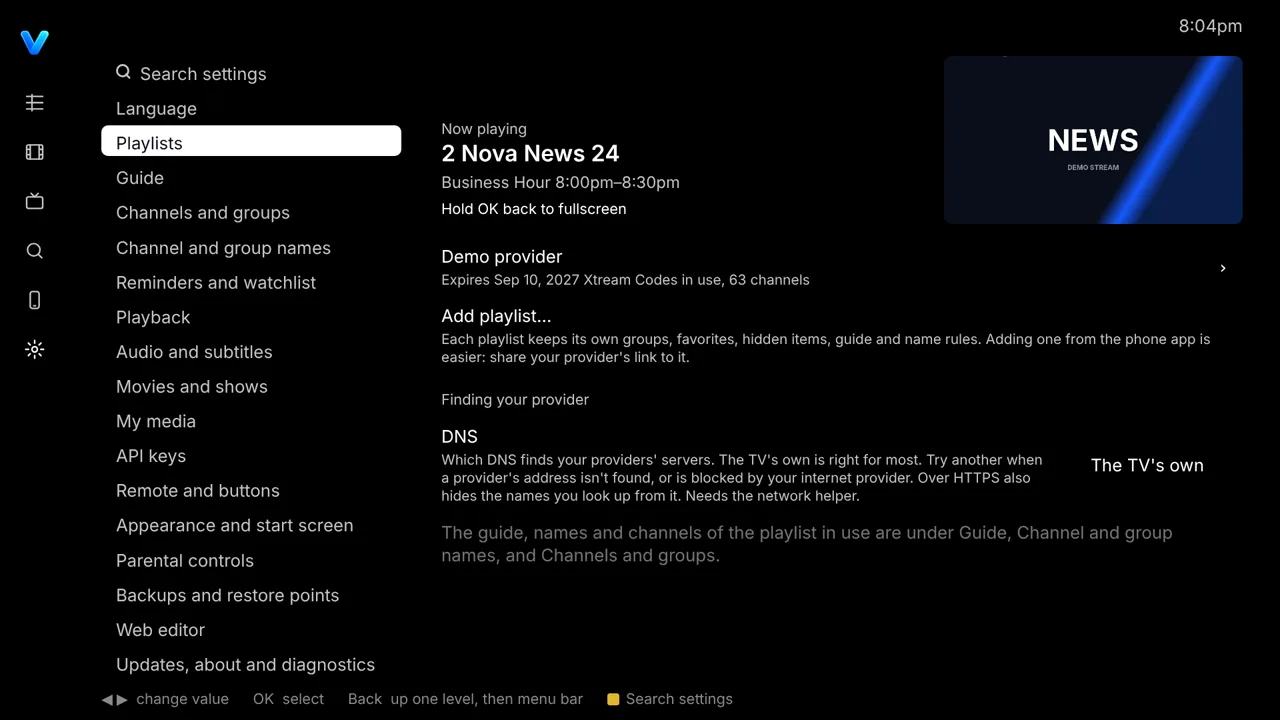 8:04pm
Search settings
Language
Playlists
Guide
Channels and groups
Channel and group names
Reminders and watchlist
Playback
Audio and subtitles
Movies and shows
My media
API keys
Remote and buttons
Appearance and start screen
Parental controls
Backups and restore points
Web editor
Updates, about and diagnostics
Now playing
2 Nova News 24
Business Hour 8:00pm–8:30pm
Hold OK back to fullscreen
NEWS
DEMO STREAM
Demo provider
Expires Sep 10, 2027 Xtream Codes in use, 63 channels
Add playlist...
Each playlist keeps its own groups, favorites, hidden items, guide and name rules. Adding one from the phone app is
easier: share your provider's link to it.
Finding your provider
DNS
Which DNS finds your providers' servers. The TV's own is right for most. Try another when
a provider's address isn't found, or is blocked by your internet provider. Over HTTPS also
hides the names you look up from it. Needs the network helper.
The TV's own
The guide, names and channels of the playlist in use are under Guide, Channel and group
names, and Channels and groups.
◀▶ change value OK select Back up one level, then menu bar Search settings